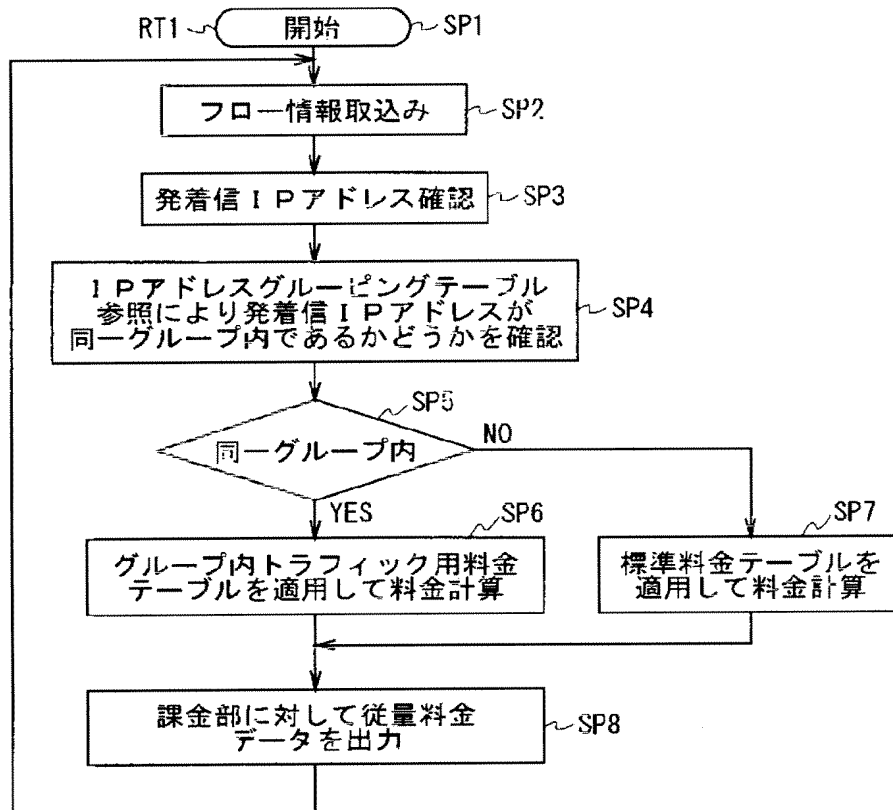 RT1 開始 SP1
フロー情報取込み SP2
発着信IPアドレス確認 SP3
IPアドレスグルーピングテーブル
参照により発着信IPアドレスが
同一グループ内であるかどうかを確認
SP4
SP5
同一グループ内
NO
YES
SP6
グループ内トラフィック用料金
テーブルを適用して料金計算
SP7
標準料金テーブルを
適用して料金計算
課金部に対して従量料金
データを出力
SP8